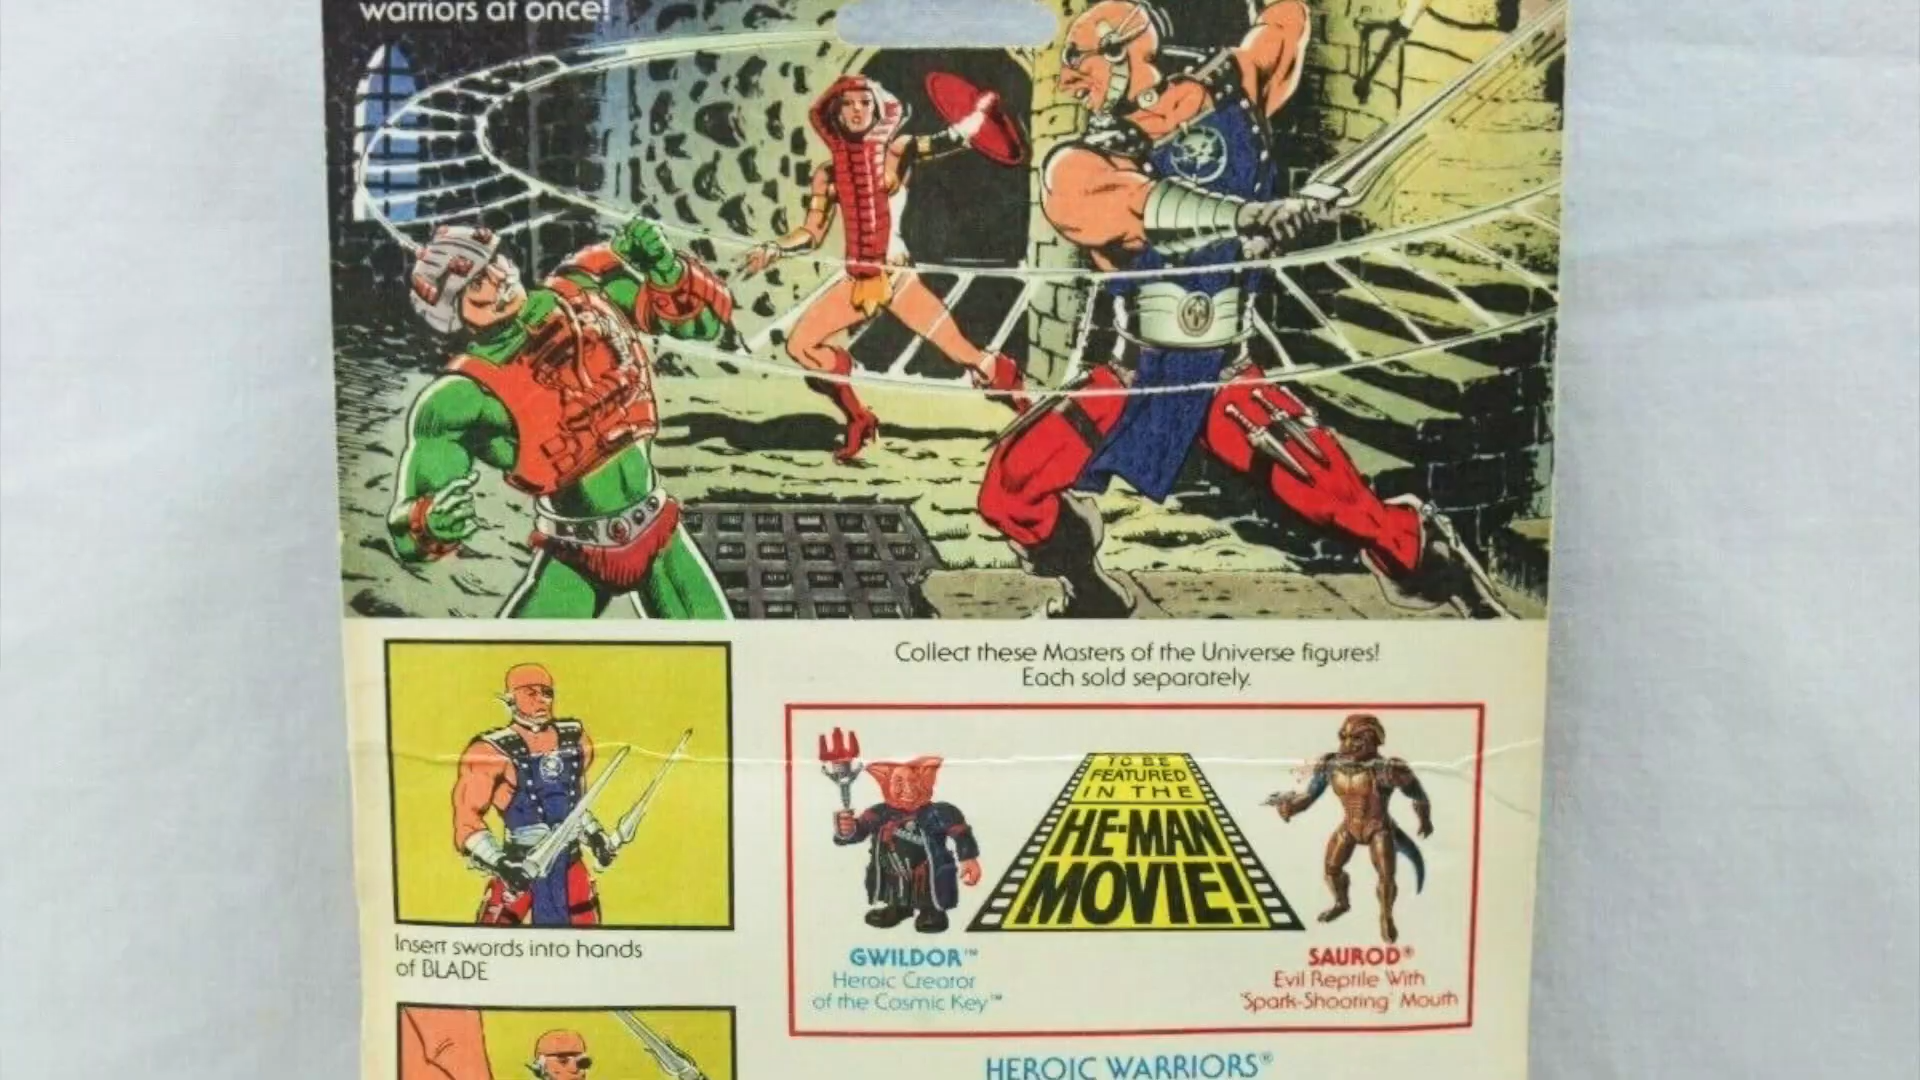 warriors at once!
Collect these Masters of the Universe figures!
Each sold separately.
TO BE
FEATURED
IN THE
HE-MAN
MOVIE!
GWILDOR™
Heroic Creator
of the Cosmic Key™
SAUROD®
Evil Reptile With
'Spark-Shooting' Mouth
Insert swords into hands
of BLADE
HEROIC WARRIORS®